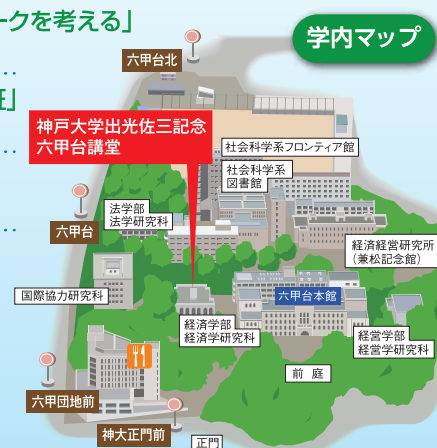 ークを考える」
学内マップ
六甲台北
証」
神戸大学出光佐三記念
六甲台講堂
社会科学系フロンティア館
社会科学系
図書館
法学部
法学研究科
六甲台
経済経営研究所
（兼松記念館）
国際協力研究科
六甲台本館
経済学部
経済学研究科
経営学部
経営学研究科
前庭
六甲団地前
神大正門前
正門